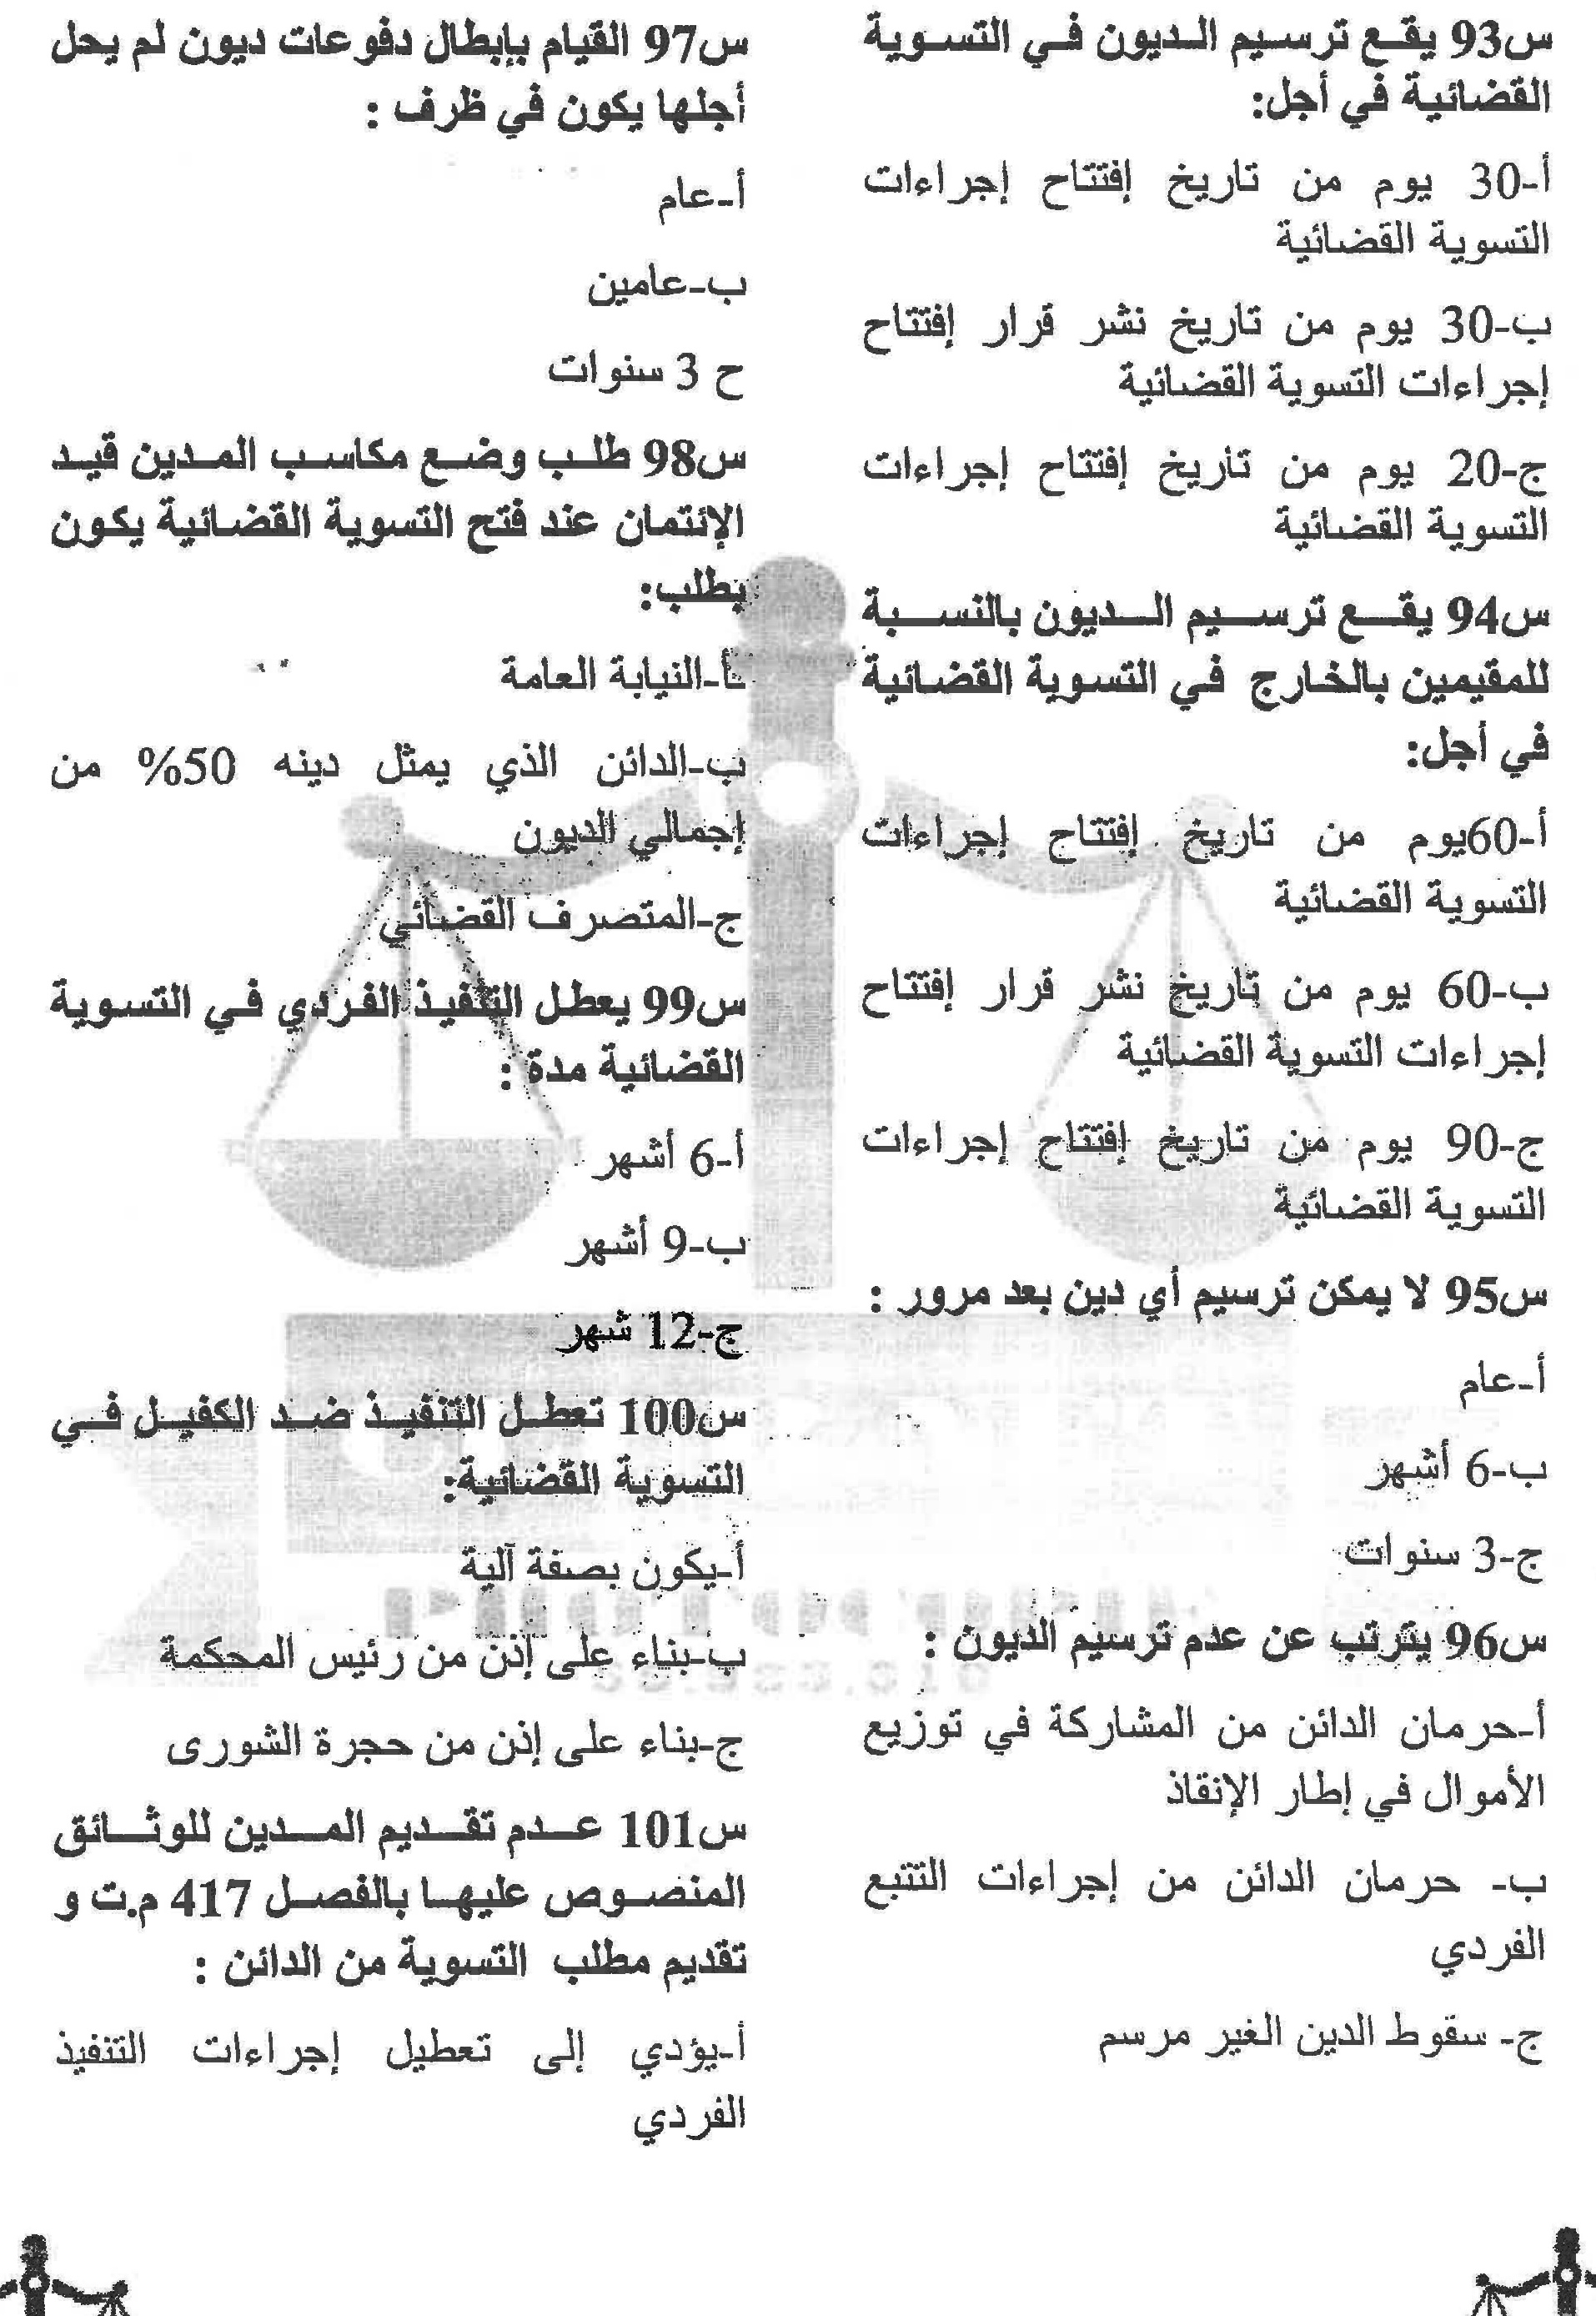 س93 يقع ترسيم الديون في التسوية
القضائية في أجل:
أ-30 يوم من تاريخ إفتتاح إجراءات
التسوية القضائية
ب-30 يوم من تاريخ نشر قرار إفتتاح
إجراءات التسوية القضائية
ج-20 يوم من تاريخ إفتتاح إجراءات
التسوية القضائية
س94 يقع ترسيم الديون بالنسبة
للمقيمين بالخارج في التسوية القضائية
في أجل:
أ-60يوم من تاريخ إفتتاح إجراءات
التسوية القضائية
ب-60 يوم من تاريخ نشر قرار إفتتاح
إجراءات التسوية القضائية
ج-90 يوم من تاريخ إفتتاح إجراءات
التسوية القضائية
س95 لا يمكن ترسيم أي دين بعد مرور :
أ-عام
ب-6 أشهر
ج-3 سنوات
س96 يترتب عن عدم ترسيم الديون :
أ-حرمان الدائن من المشاركة في توزيع
الأموال في إطار الإنقاذ
ب- حرمان الدائن من إجراءات التتبع
الفردي
ج- سقوط الدين الغير مرسم
س97 القيام بإبطال دفوعات ديون لم يحل
أجلها يكون في ظرف :
أ-عام
ب-عامين
ح 3 سنوات
س98 طلب وضع مكاسب المدين قيد
الإئتمان عند فتح التسوية القضائية يكون
بطلب:
أ-النيابة العامة
ب-الدائن الذي يمثل دينه 50% من
إجمالي الديون
ج-المتصرف القضائي
س99 يعطل التنفيذ الفردي في التسوية
القضائية مدة :
أ-6 أشهر
ب-9 أشهر
ج-12 شهر
س100 تعطل التنفيذ ضد الكفيل في
التسوية القضائية:
أ-يكون بصفة آلية
ب-بناء على إذن من رئيس المحكمة
ج-بناء على إذن من حجرة الشورى
س101 عدم تقديم المدين للوثائق
المنصوص عليها بالفصل 417 م.ت و
تقديم مطلب التسوية من الدائن :
أ-يؤدي إلى تعطيل إجراءات التنفيذ
الفردي